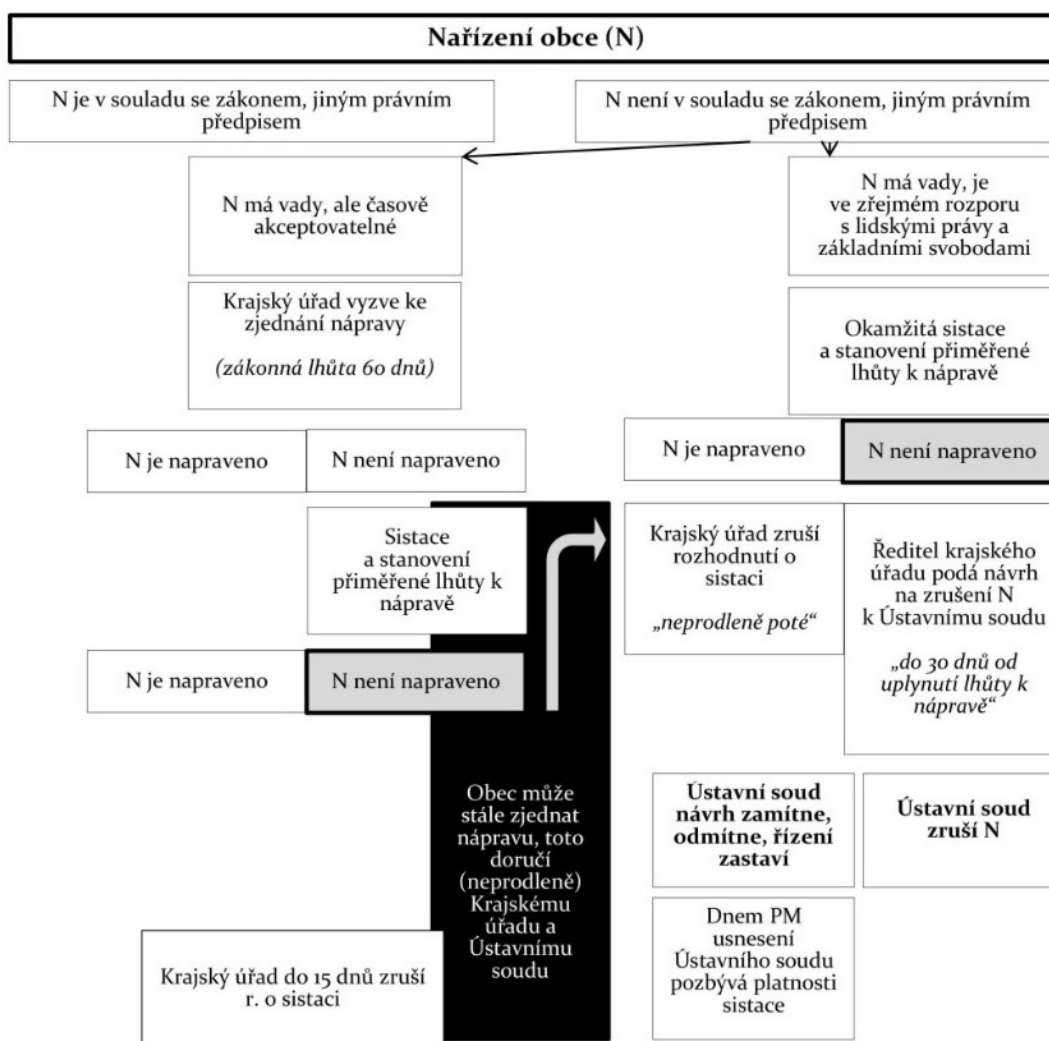 Nařízení obce (N)
N je v souladu se zákonem, jiným právním
předpisem
N není v souladu se zákonem, jiným právním
předpisem
N má vady, ale časově
akceptovatelné
N má vady, je
ve zřejmém rozporu
s lidskými právy a
základními svobodami
Krajský úřad vyzve ke
zjednání nápravy
(zákonná lhůta 60 dnů)
Okamžitá sistace
a stanovení přiměřené
lhůty k nápravě
N je napraveno
N není napraveno
N je napraveno
N není napraveno
Sistace
a stanovení
přiměřené lhůty k
nápravě
Krajský úřad zruší
rozhodnutí o
sistaci
„neprodleně poté“
Ředitel krajského
úřadu podá návrh
na zrušení N
k Ústavnímu soudu
„do 30 dnů od
uplynutí lhůty k
nápravě“
N je napraveno
N není napraveno
Obec může
stále zjednat
nápravu, toto
doručí
(neprodleně)
Krajskému
úřadu a
Ústavnímu
soudu
Ústavní soud
návrh zamítne,
odmítne, řízení
zastaví
Ústavní soud
zruší N
Krajský úřad do 15 dnů zruší
r. o sistaci
Dnem PM
usnesení
Ústavního soudu
pozbývá platnosti
sistace